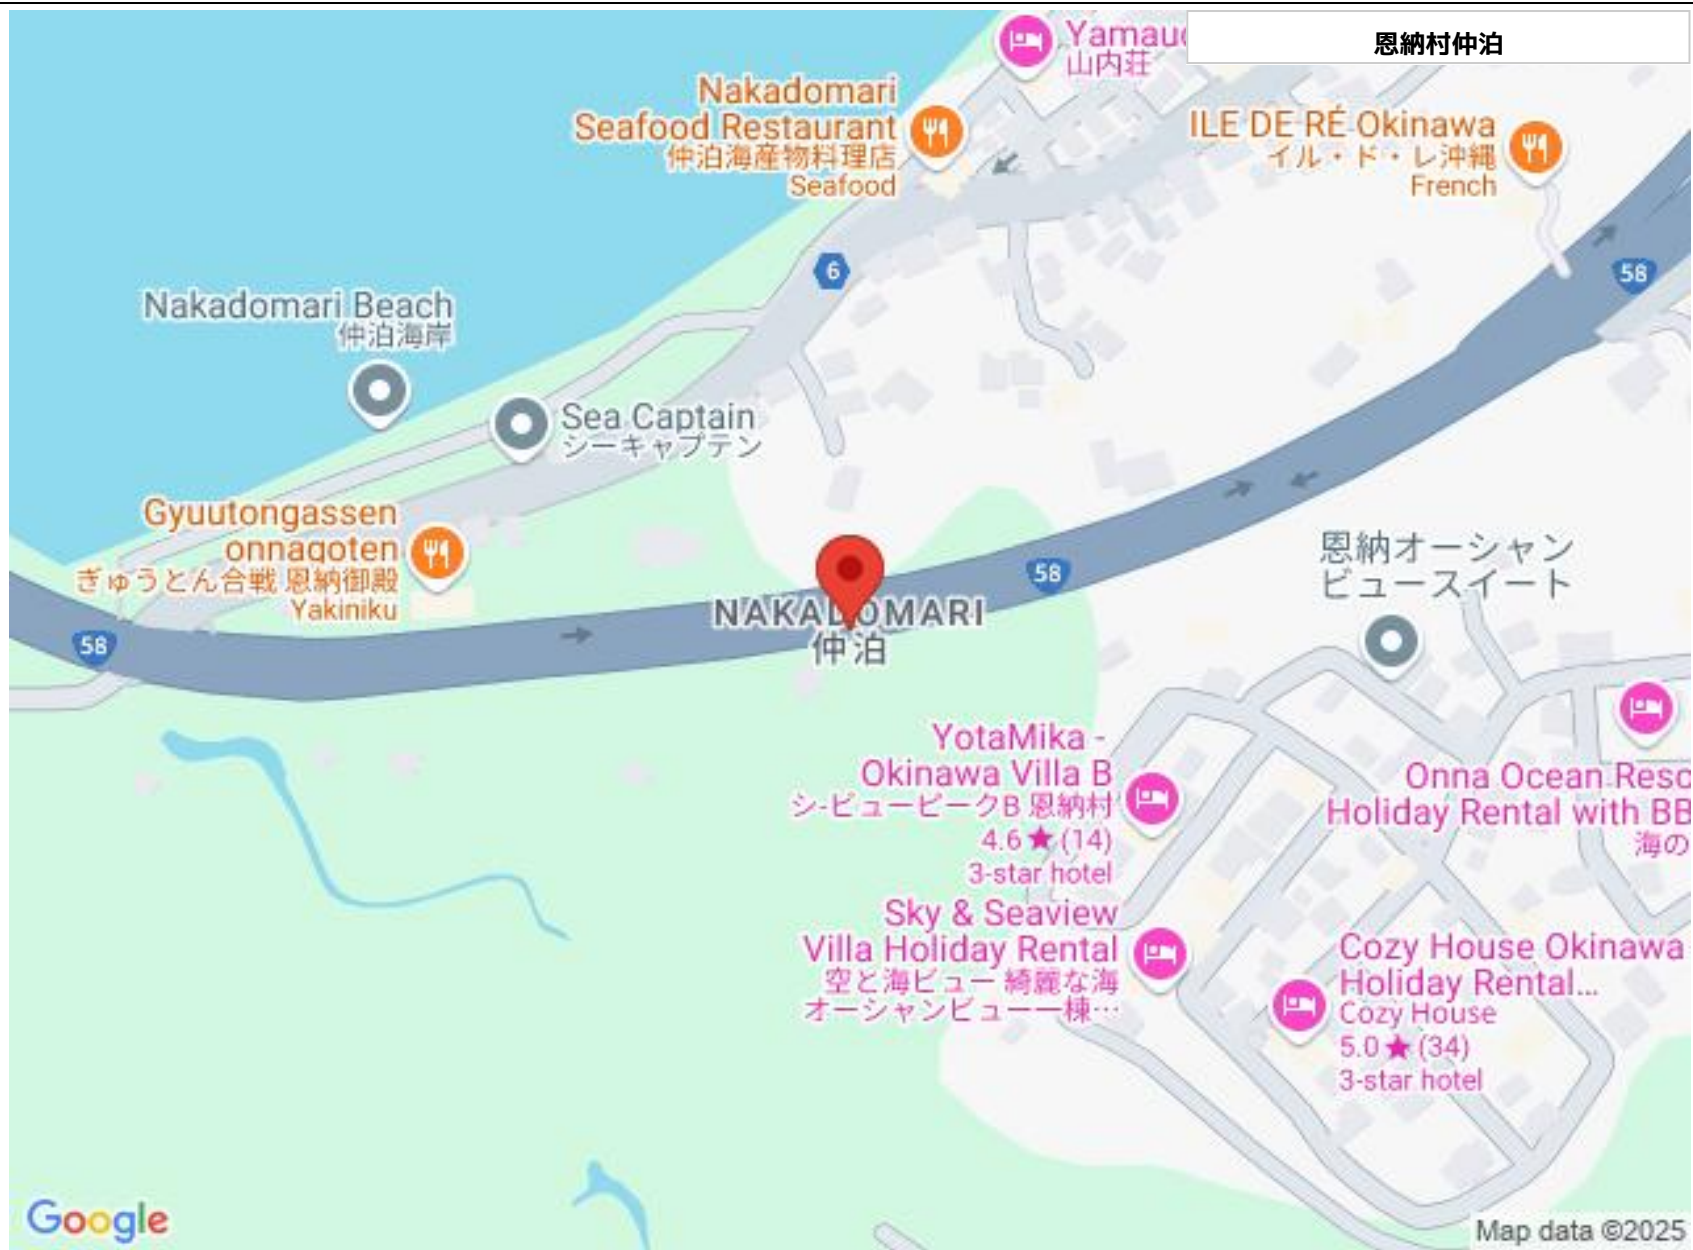 恩納村仲泊
Yamauc
山内荘
Nakadomari
Seafood Restaurant
仲泊海産物料理店
Seafood
ILE DE RÉ Okinawa
イル・ド・レ沖縄
French
6
58
Nakadomari Beach
仲泊海岸
Sea Captain
シーキャプテン
Gyuutongassen
onnagoten
ぎゅうとん合戦 恩納御殿
Yakiniku
58
NAKADOMARI
仲泊
58
恩納オーシャン
ビュースイート
YotaMika -
Okinawa Villa B
シ-ビューピークB 恩納村
4.6 ★ (14)
3-star hotel
Onna Ocean Reso
Holiday Rental with BB
海の
Sky & Seaview
Villa Holiday Rental
空と海ビュー 綺麗な海
オーシャンビュー一棟…
Cozy House Okinawa
Holiday Rental...
Cozy House
5.0 ★ (34)
3-star hotel
Google
Map data ©2025